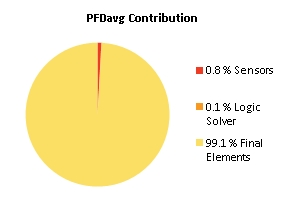 PFDavg Contribution
0.8 % Sensors
0.1 % Logic
Solver
99.1 % Final
Elements